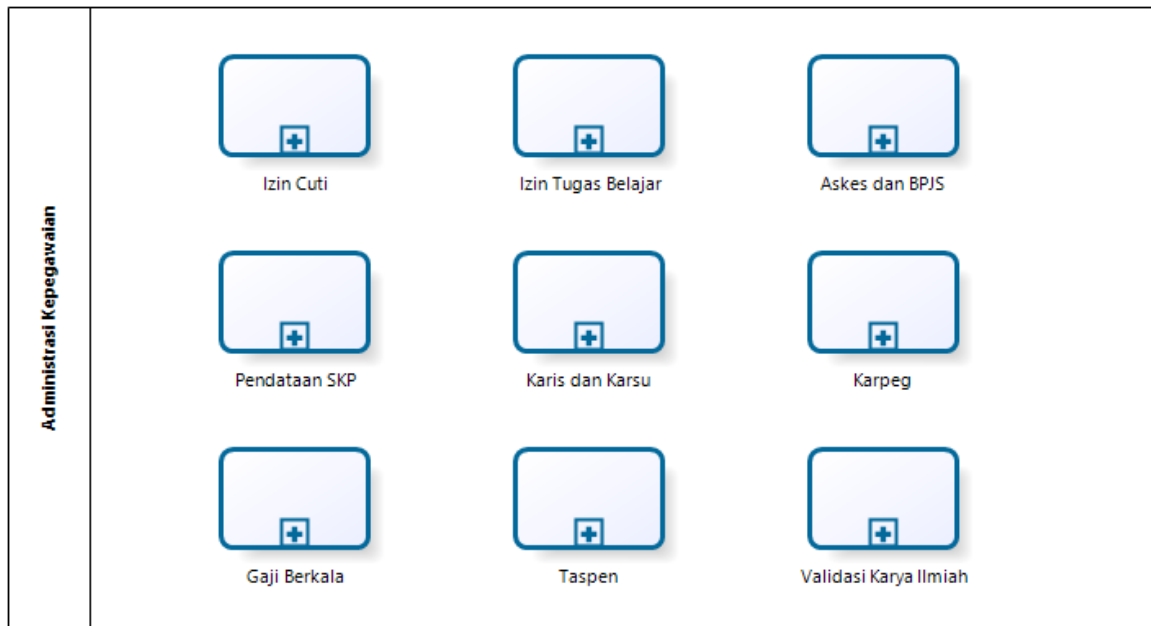 Administrasi Kepegawaian
Izin Cuti
Izin Tugas Belajar
Askes dan BPJS
Pendataan SKP
Karis dan Karsu
Karpeg
Gaji Berkala
Taspen
Validasi Karya Ilmiah